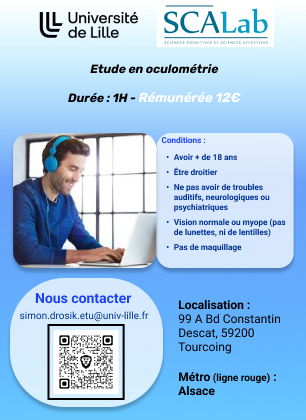 Université
de Lille
SCALab
SCIENCES COGNITIVES ET SCIENCES AFFECTIVES
Etude en oculométrie
Durée : 1H - Rémunérée 12€
Conditions :
• Avoir + de 18 ans
• Être droitier
• Ne pas avoir de troubles
auditifs, neurologiques ou
psychiatriques
• Vision normale ou myope (pas
de lunettes, ni de lentilles)
• Pas de maquillage
Nous contacter
simon.drosik.etu@univ-lille.fr
Localisation :
99 A Bd Constantin
Descat, 59200
Tourcoing
Métro (ligne rouge) :
Alsace